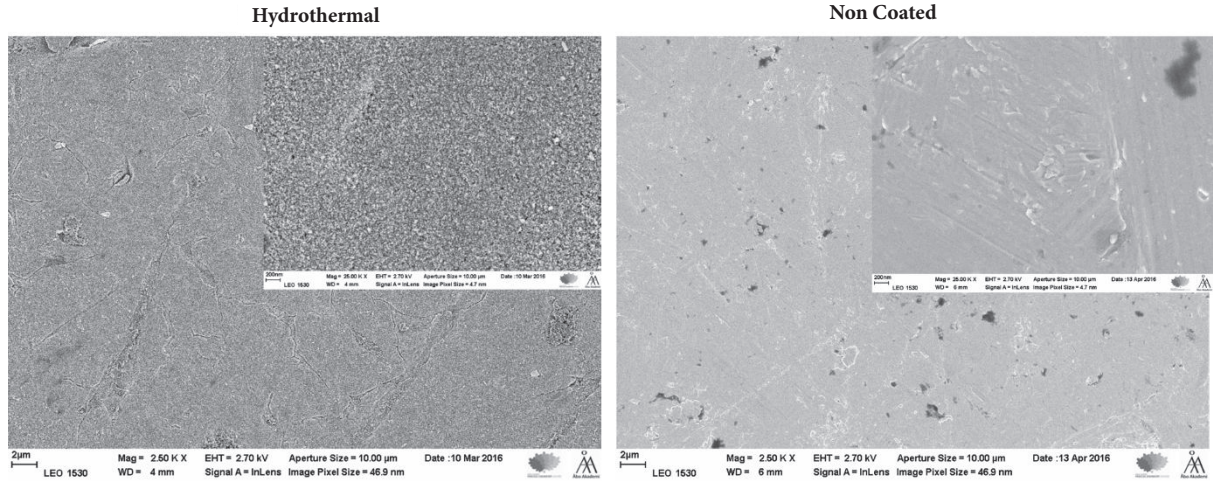 Hydrothermal
Non Coated
200nm
Mag = 25.00 K X EHT = 2.70 kV Aperture Size = 10.00 µm Date :10 Mar 2016
LEO 1530 WD = 4 mm Signal A = InLens Image Pixel Size = 4.7 nm
200nm
Mag = 25.00 K X EHT = 2.70 kV Aperture Size = 10.00 µm Date :13 Apr 2016
LEO 1530 WD = 6 mm Signal A = InLens Image Pixel Size = 4.7 nm
2µm
Mag = 2.50 K X EHT = 2.70 kV Aperture Size = 10.00 µm Date :10 Mar 2016
LEO 1530 WD = 4 mm Signal A = InLens Image Pixel Size = 46.9 nm
Åbo Akademi
2µm
Mag = 2.50 K X EHT = 2.70 kV Aperture Size = 10.00 µm Date :13 Apr 2016
LEO 1530 WD = 6 mm Signal A = InLens Image Pixel Size = 46.9 nm
Åbo Akademi